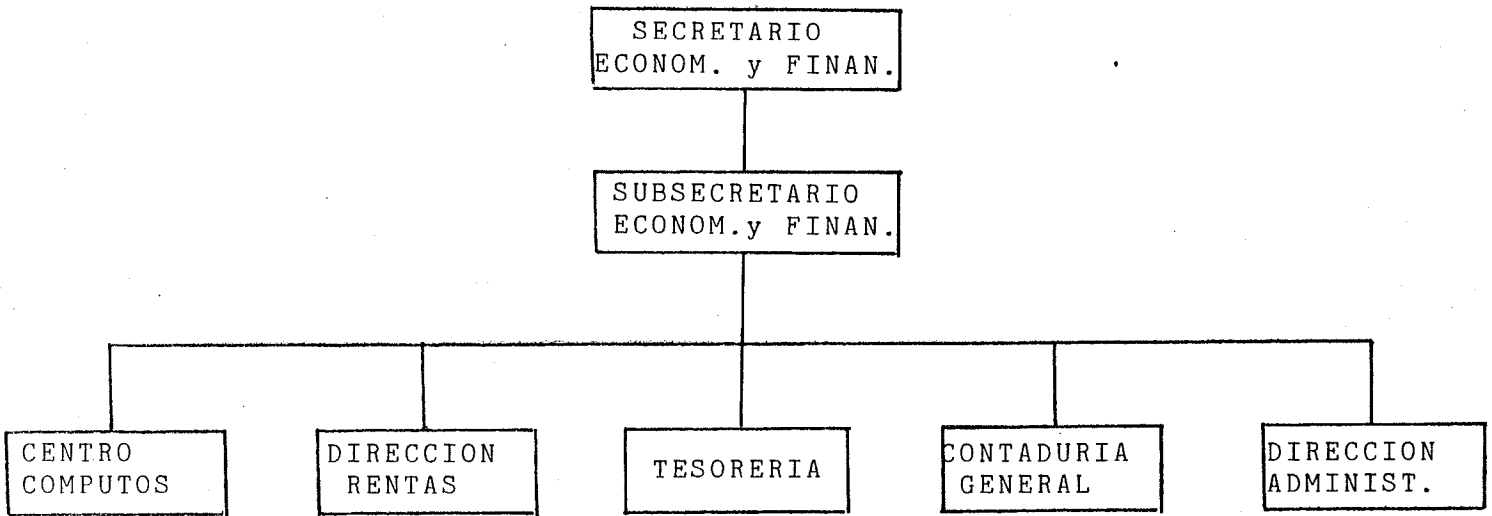 SECRETARIO
ECONOM. y FINAN.
SUBSECRETARIO
ECONOM.y FINAN.
CENTRO
COMPUTOS
DIRECCION
RENTAS
TESORERIA
CONTADURIA
GENERAL
DIRECCION
ADMINIST.